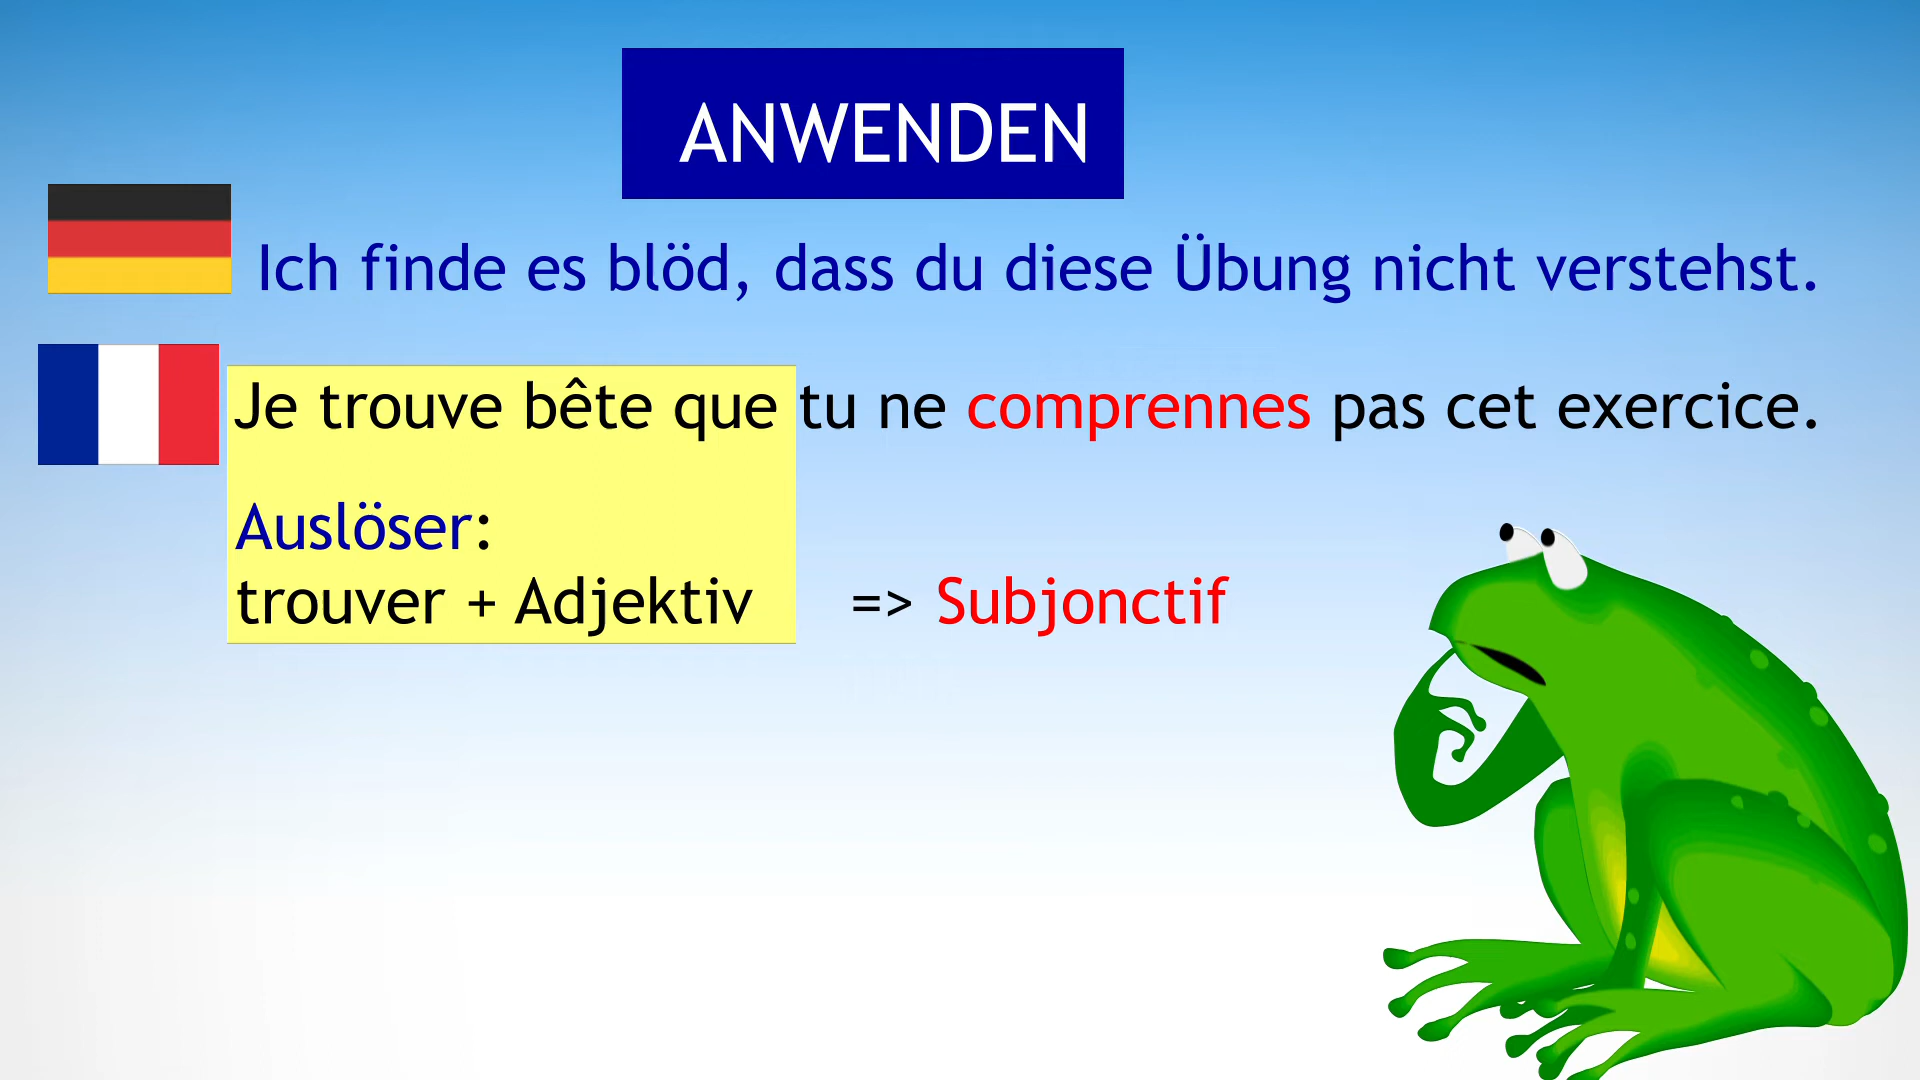 ANWENDEN
Ich finde es blöd, dass du diese Übung nicht verstehst.
Je trouve bête que tu ne comprennes pas cet exercice.
Auslöser:
trouver + Adjektiv => Subjonctif